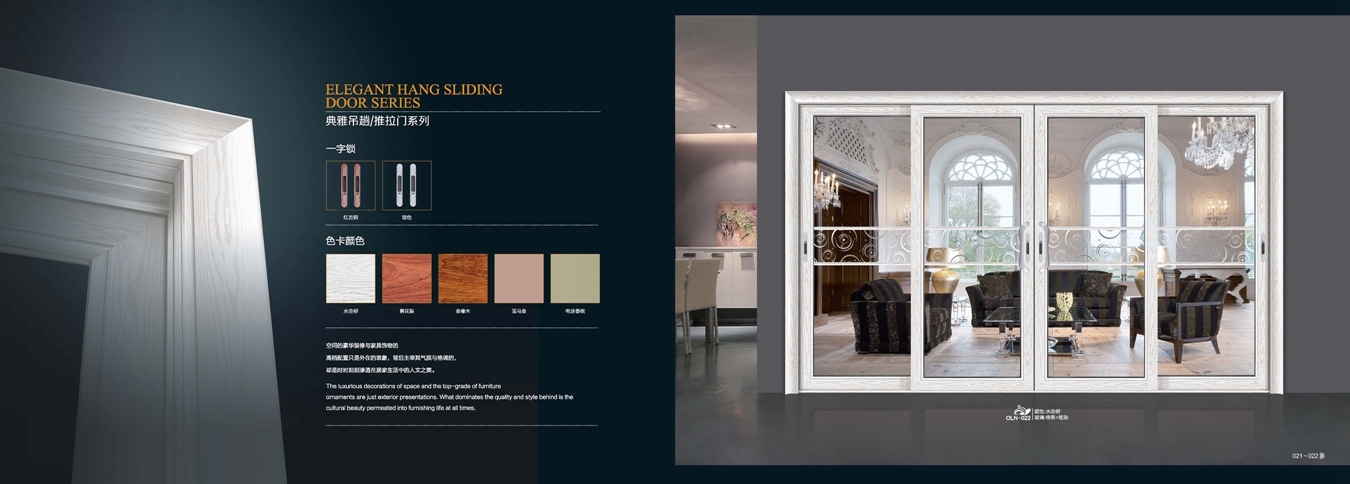 ELEGANT HANG SLIDING
DOOR SERIES
典雅吊趟/推拉门系列
一字锁
红古铜
银色
色卡颜色
水曲柳
黄花梨
金橡木
宝马金
电泳香槟
空间的豪华装修与家具饰物的
高档配置只是外在的表象，背后主宰其气质与格调的，
却是时时刻刻渗透在居家生活中的人文之美。
The luxurious decorations of space and the top-grade of furniture
ornaments are just exterior presentations. What dominates the quality and style behind is the
cultural beauty permeated into furnishing life at all times.
OLN-022
颜色:水曲柳
玻璃:格条+炫动
021~022